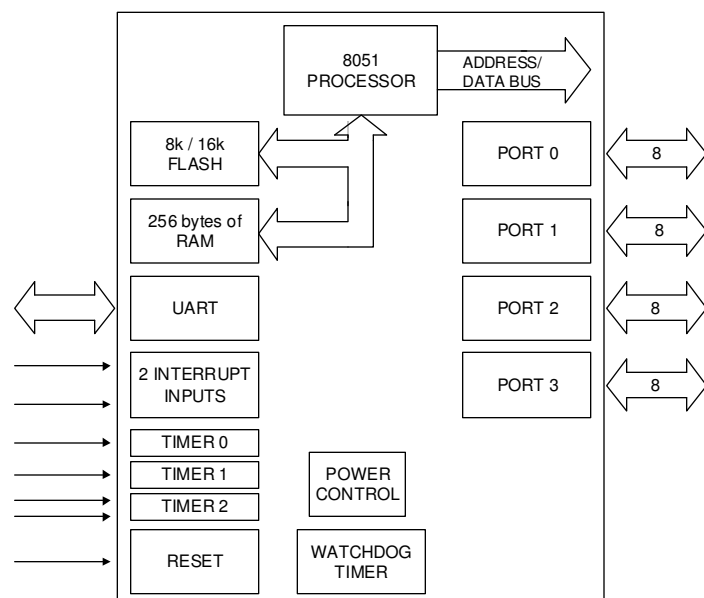 8051
PROCESSOR
ADDRESS/
DATA BUS
8k / 16k
FLASH
PORT 0
8
256 bytes of
RAM
PORT 1
8
UART
PORT 2
8
2 INTERRUPT
INPUTS
PORT 3
8
TIMER 0
TIMER 1
TIMER 2
POWER
CONTROL
RESET
WATCHDOG
TIMER